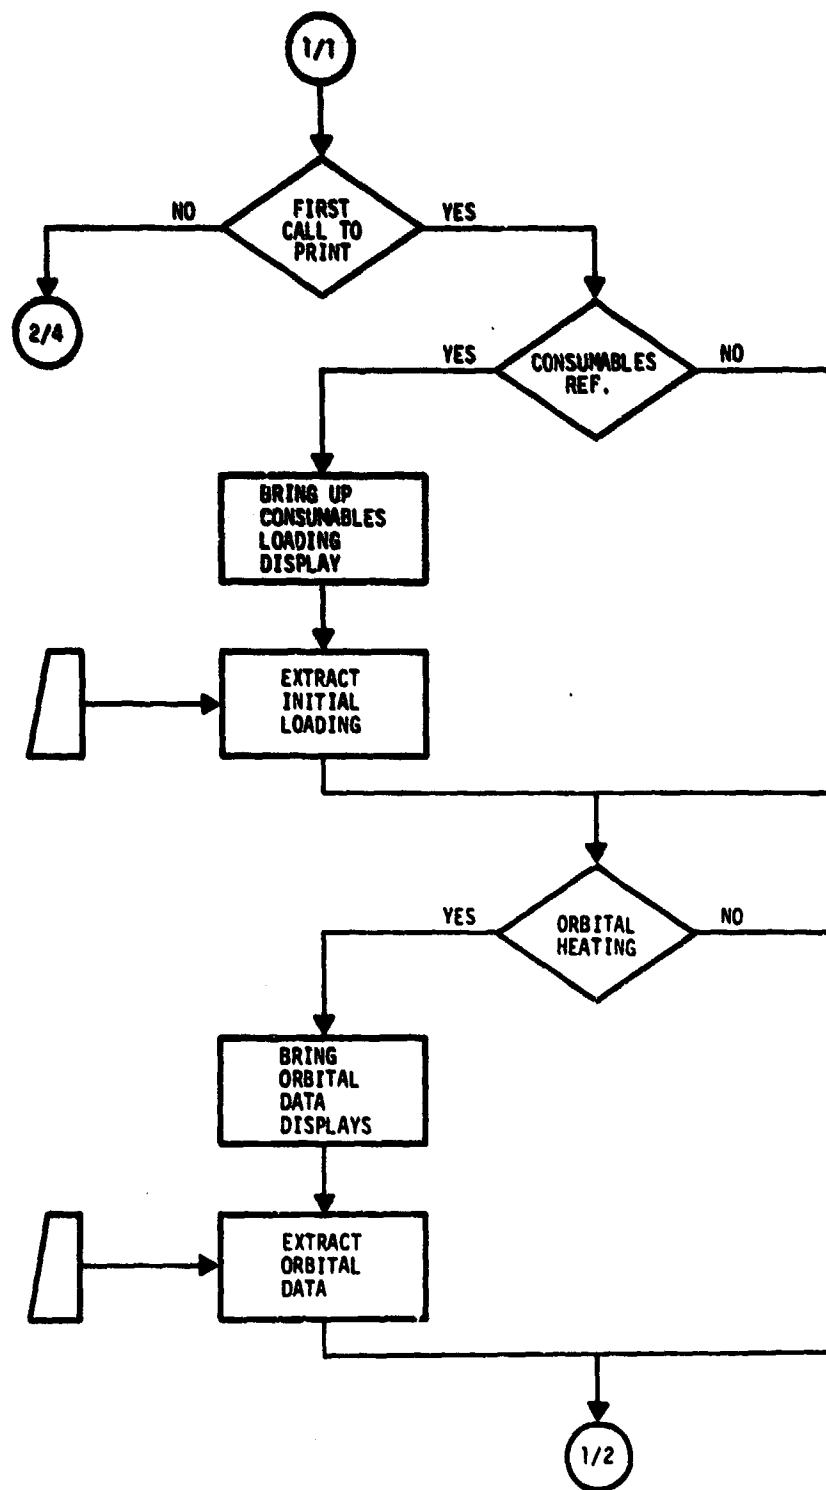 1/1
NO
FIRST
CALL TO
PRINT
YES
2/4
YES
CONSUMABLES
REF.
NO
BRING UP
CONSUMABLES
LOADING
DISPLAY
EXTRACT
INITIAL
LOADING
YES
ORBITAL
HEATING
NO
BRING
ORBITAL
DATA
DISPLAYS
EXTRACT
ORBITAL
DATA
1/2